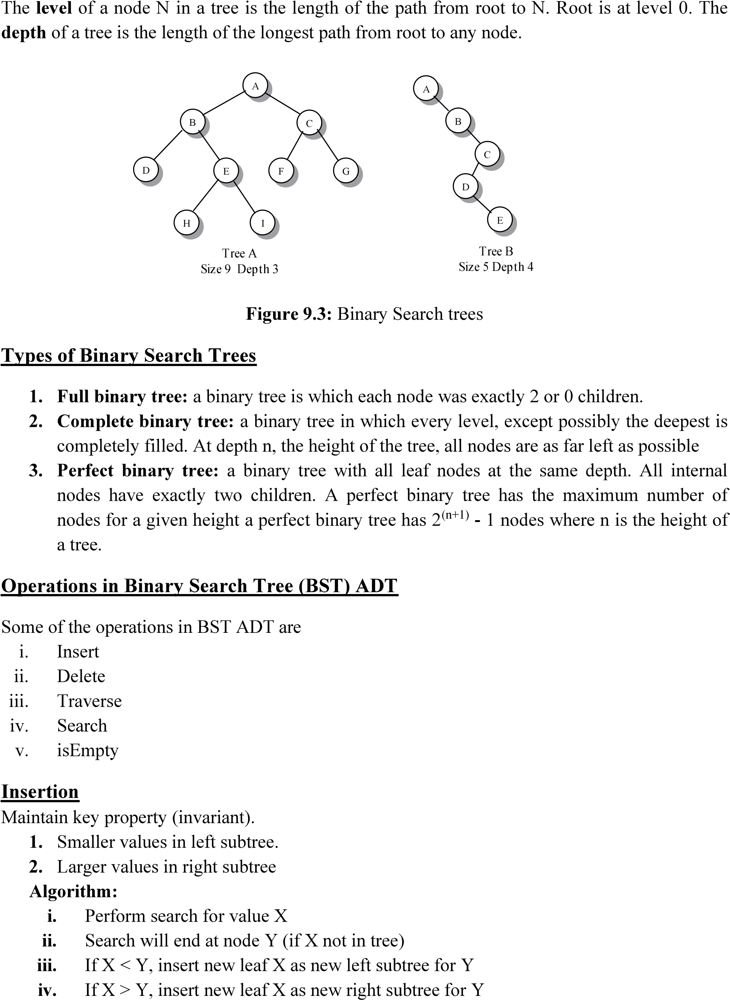 The level of a node N in a tree is the length of the path from root to N. Root is at level 0. The
depth of a tree is the length of the longest path from root to any node.
A
A
B
C
B
C
D
E
F
G
D
H
I
E
Tree A
Size 9 Depth 3
Tree B
Size 5 Depth 4
Figure 9.3: Binary Search trees
Types of Binary Search Trees
1. Full binary tree: a binary tree is which each node was exactly 2 or 0 children.
2. Complete binary tree: a binary tree in which every level, except possibly the deepest is
completely filled. At depth n, the height of the tree, all nodes are as far left as possible
3. Perfect binary tree: a binary tree with all leaf nodes at the same depth. All internal
nodes have exactly two children. A perfect binary tree has the maximum number of
nodes for a given height a perfect binary tree has 2^(n+1) - 1 nodes where n is the height of
a tree.
Operations in Binary Search Tree (BST) ADT
Some of the operations in BST ADT are
i. Insert
ii. Delete
iii. Traverse
iv. Search
v. isEmpty
Insertion
Maintain key property (invariant).
1. Smaller values in left subtree.
2. Larger values in right subtree
Algorithm:
i. Perform search for value X
ii. Search will end at node Y (if X not in tree)
iii. If X < Y, insert new leaf X as new left subtree for Y
iv. If X > Y, insert new leaf X as new right subtree for Y